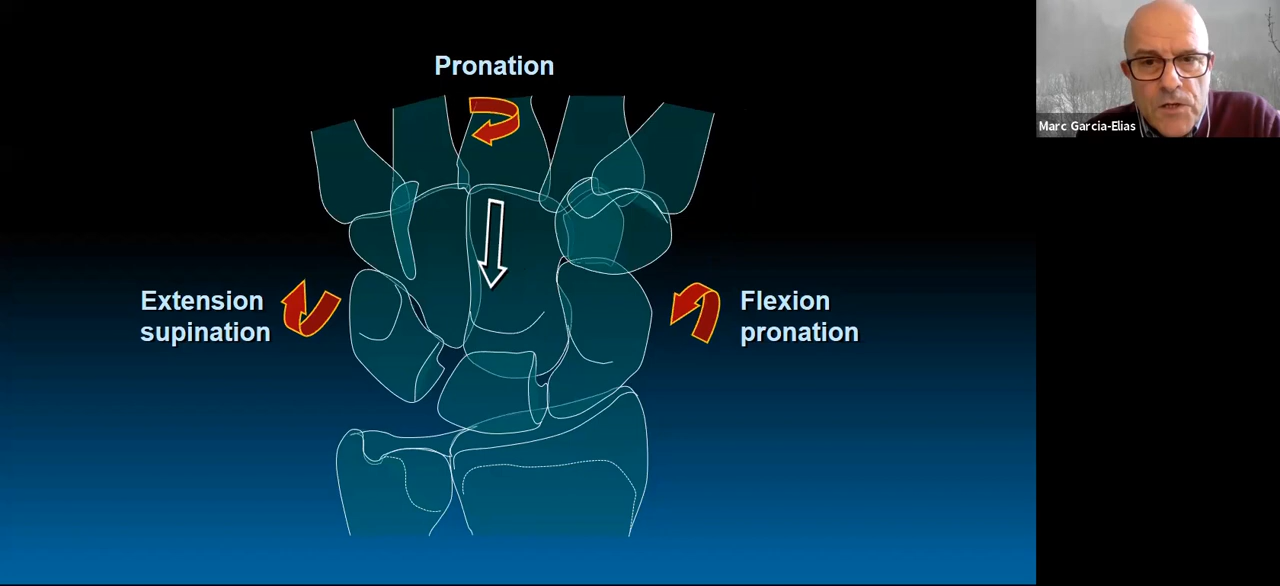 Pronation
Marc Garcia-Elias
Extension
supination
Flexion
pronation